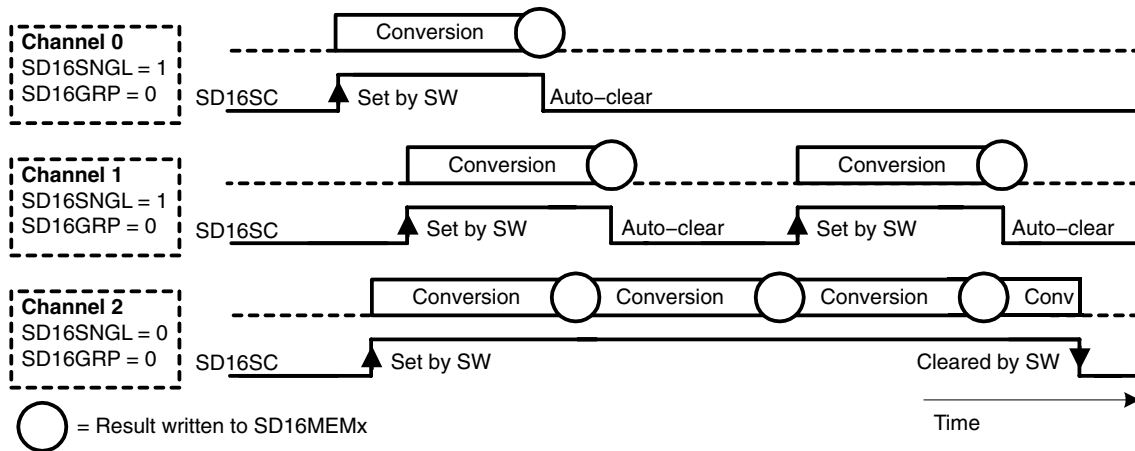 Channel 0
SD16SNGL = 1
SD16GRP = 0
Conversion
SD16SC
Set by SW
Auto−clear
Channel 1
SD16SNGL = 1
SD16GRP = 0
Conversion
Conversion
SD16SC
Set by SW
Auto−clear
Set by SW
Auto−clear
Channel 2
SD16SNGL = 0
SD16GRP = 0
Conversion
Conversion
Conversion
Conv
SD16SC
Set by SW
Cleared by SW
= Result written to SD16MEMx
Time